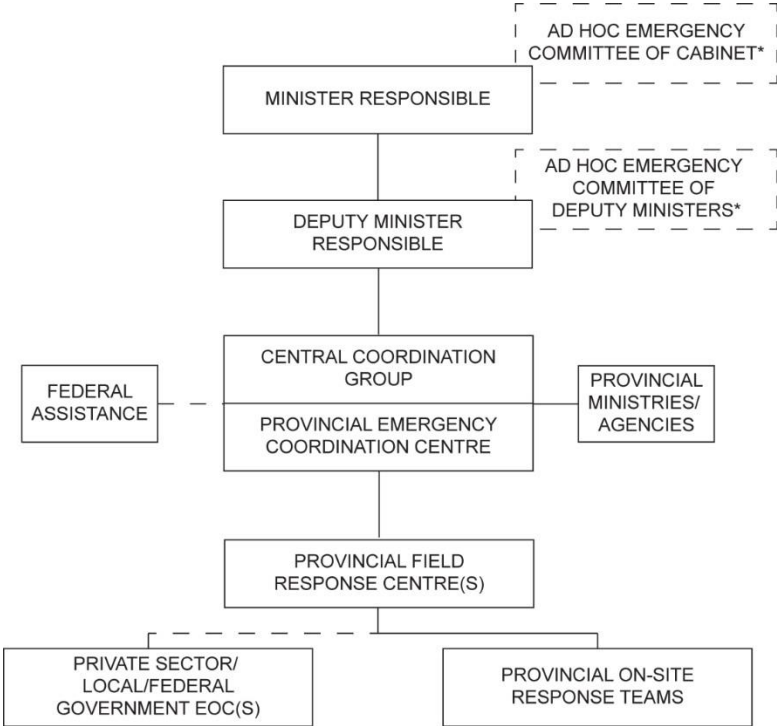 AD HOC EMERGENCY
COMMITTEE OF CABINET*
MINISTER RESPONSIBLE
AD HOC EMERGENCY
COMMITTEE OF
DEPUTY MINISTERS*
DEPUTY MINISTER
RESPONSIBLE
CENTRAL COORDINATION
GROUP
FEDERAL
ASSISTANCE
PROVINCIAL
MINISTRIES/
AGENCIES
PROVINCIAL EMERGENCY
COORDINATION CENTRE
PROVINCIAL FIELD
RESPONSE CENTRE(S)
PRIVATE SECTOR/
LOCAL/FEDERAL
GOVERNMENT EOC(S)
PROVINCIAL ON-SITE
RESPONSE TEAMS